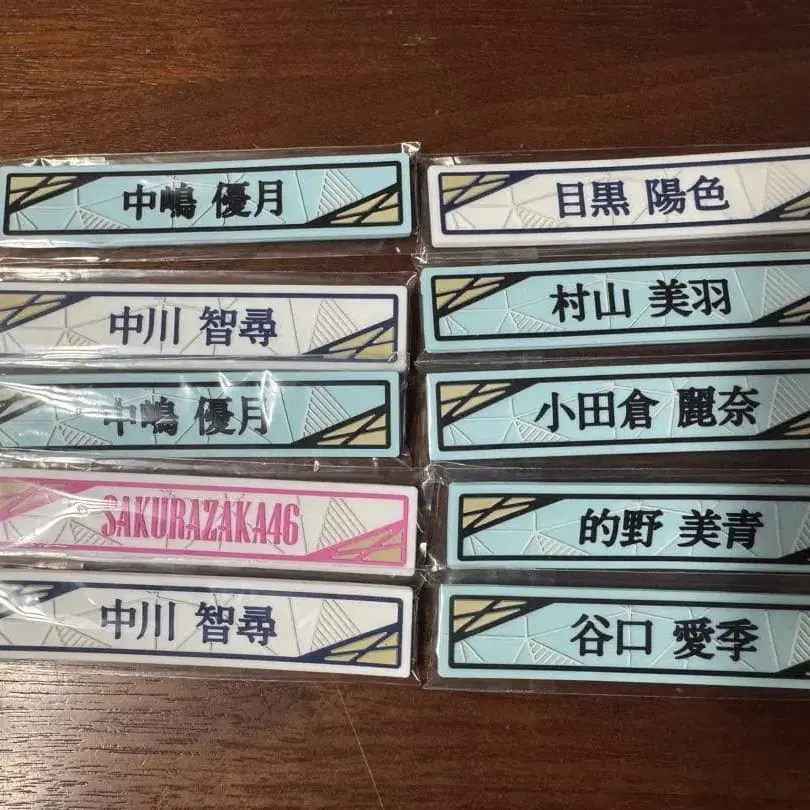 中嶋 優月
中川 智尋
中嶋 優月
SAKURAZAKA46
中川 智尋
目黒 陽色
村山 美羽
小田倉 麗奈
的野 美青
谷口 愛季